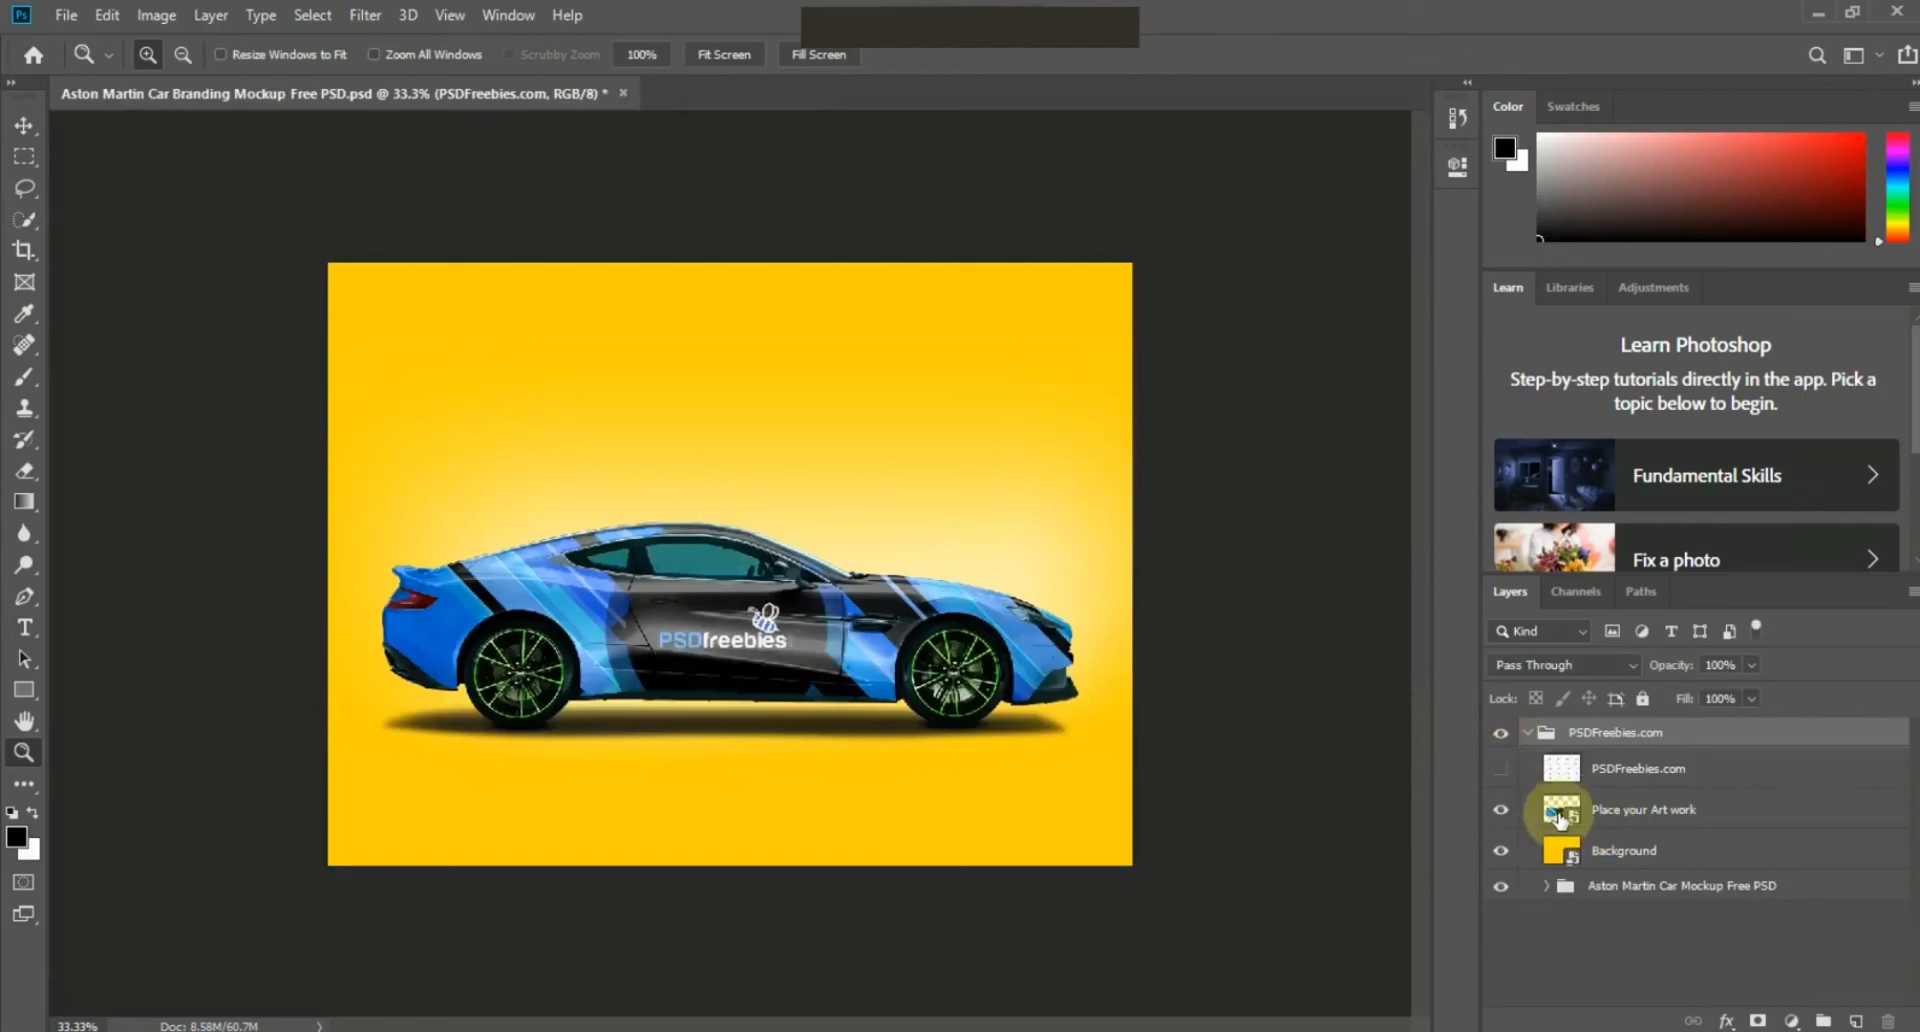 Ps File Edit Image Layer Type Select Filter 3D View Window Help
Resize Windows to Fit Zoom All Windows Scrubby Zoom 100% Fit Screen Fill Screen
Aston Martin Car Branding Mockup Free PSD.psd @ 33.3% (PSDFreebies.com, RGB/8) *
Color Swatches
Learn Libraries Adjustments
Learn Photoshop
Step-by-step tutorials directly in the app. Pick a
topic below to begin.
Fundamental Skills
Fix a photo
PSDfreebies
Layers Channels Paths
Kind
Pass Through Opacity: 100%
Lock: Fill: 100%
PSDFreebies.com
PSDFreebies.com
Place your Art work
Background
Aston Martin Car Mockup Free PSD
33.33% Doc: 8.58M/60.7M
fx